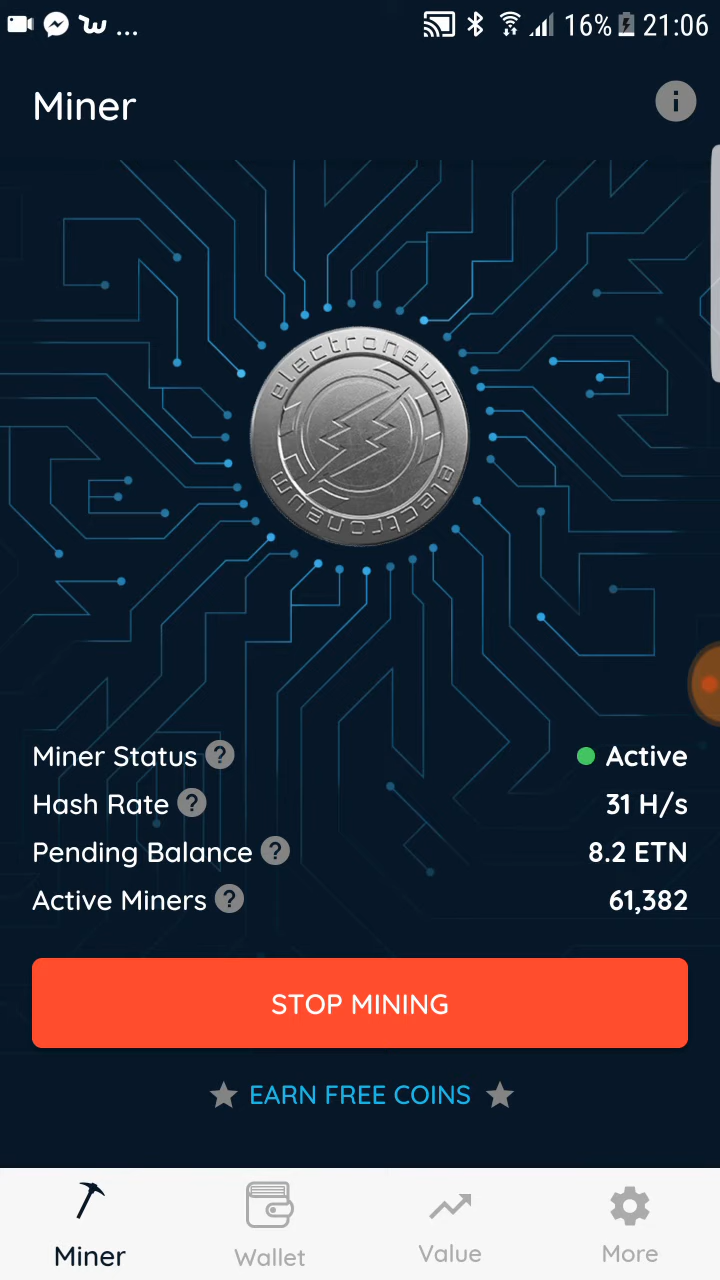 ... 16% 21:06
Miner
electroneum
electroneum
Miner Status ? Active
Hash Rate ? 31 H/s
Pending Balance ? 8.2 ETN
Active Miners ? 61,382
STOP MINING
EARN FREE COINS
Miner Wallet Value More